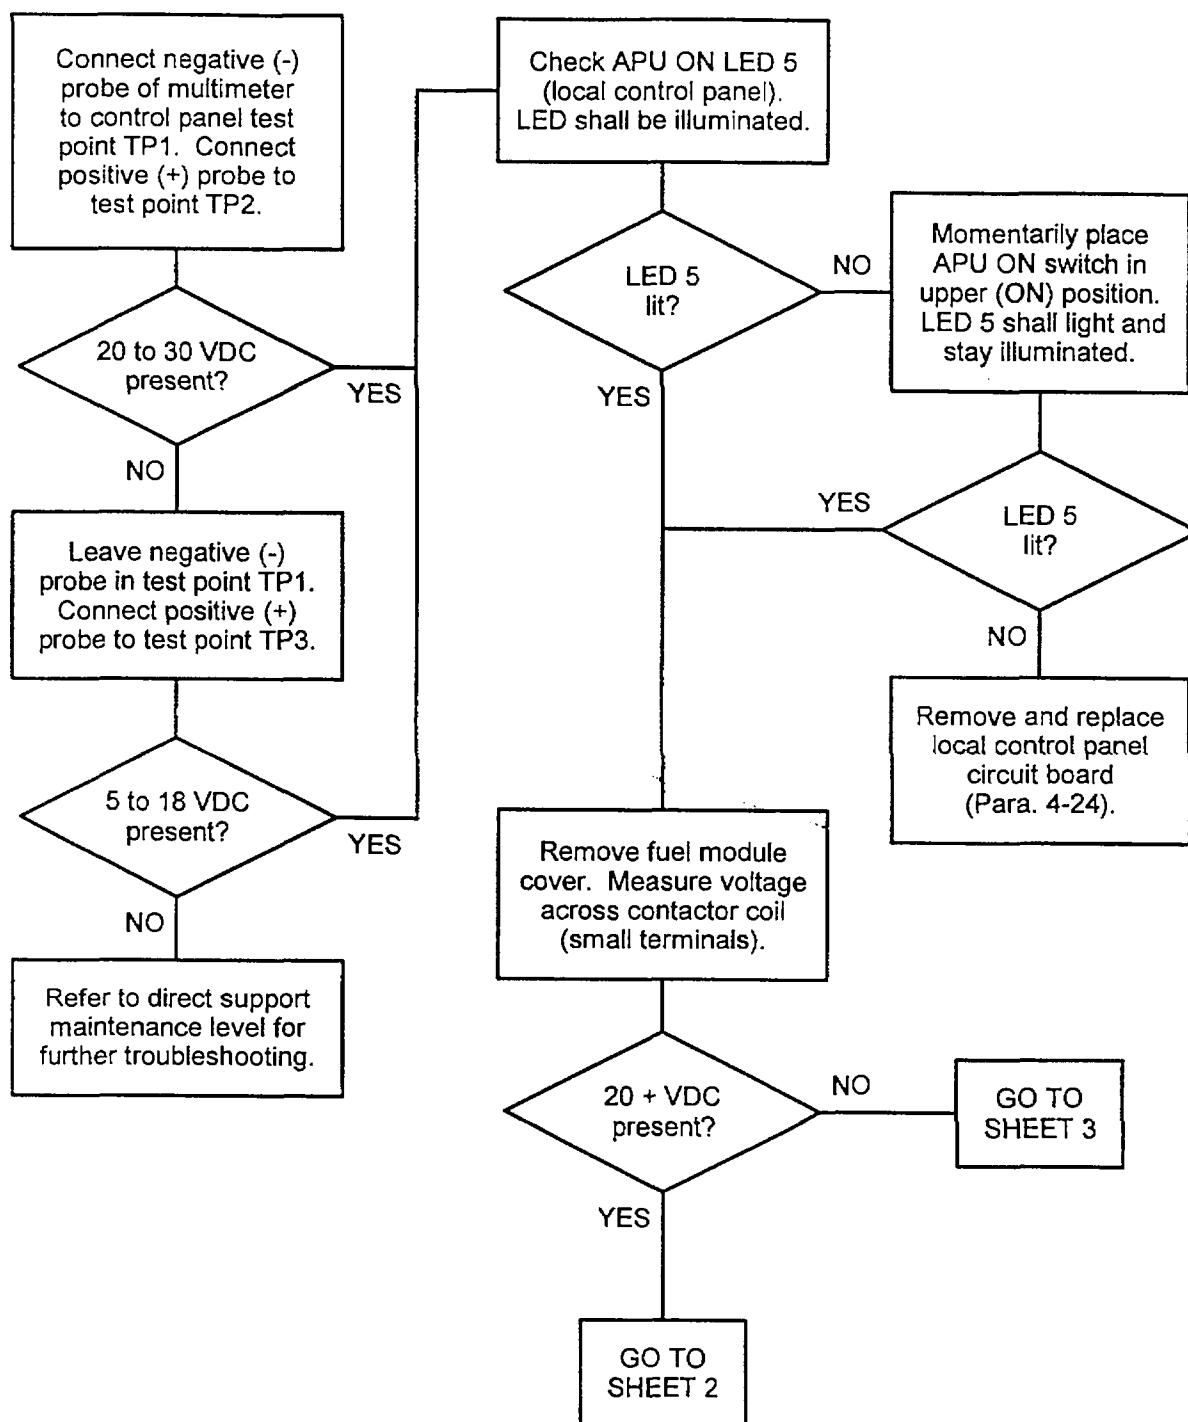 Connect negative (-)
probe of multimeter
to control panel test
point TP1. Connect
positive (+) probe to
test point TP2.
20 to 30 VDC
present?
YES
NO
Leave negative (-)
probe in test point TP1.
Connect positive (+)
probe to test point TP3.
5 to 18 VDC
present?
YES
NO
Refer to direct support
maintenance level for
further troubleshooting.
Check APU ON LED 5
(local control panel).
LED shall be illuminated.
LED 5
lit?
NO
YES
Momentarily place
APU ON switch in
upper (ON) position.
LED 5 shall light and
stay illuminated.
LED 5
lit?
YES
NO
Remove and replace
local control panel
circuit board
(Para. 4-24).
Remove fuel module
cover. Measure voltage
across contactor coil
(small terminals).
20 + VDC
present?
NO
GO TO
SHEET 3
YES
GO TO
SHEET 2